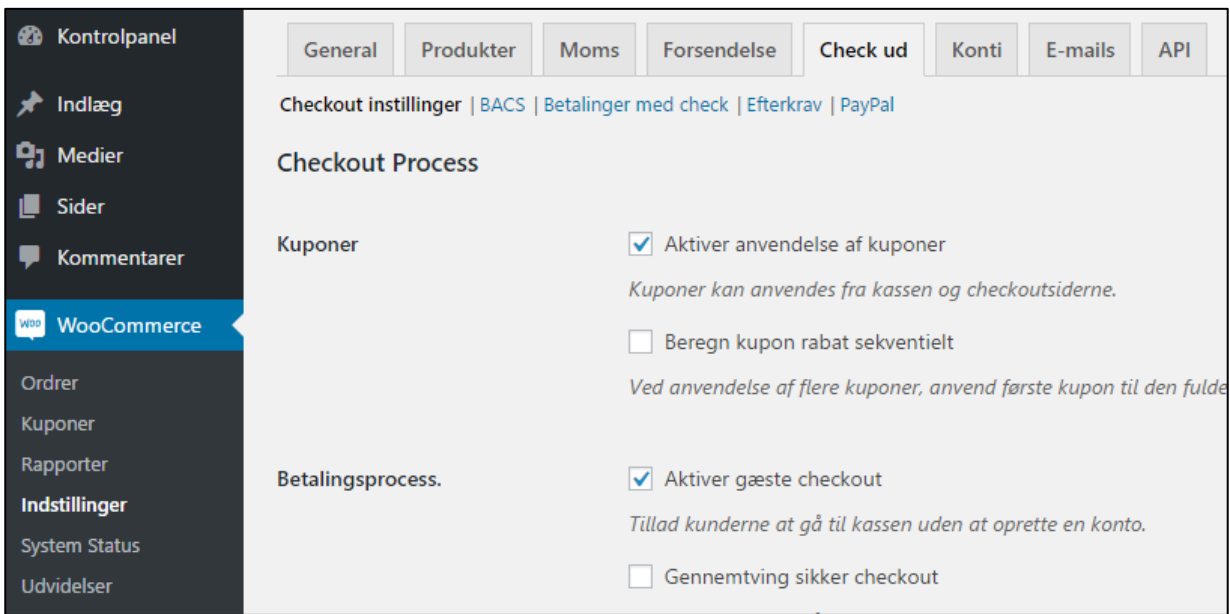 Kontrolpanel
Indlæg
Medier
Sider
Kommentarer
WOO WooCommerce
Ordrer
Kuponer
Rapporter
Indstillinger
System Status
Udvidelser
General Produkter Moms Forsendelse Check ud Konti E-mails API
Checkout instillinger | BACS | Betalinger med check | Efterkrav | PayPal
Checkout Process
Kuponer Aktiver anvendelse af kuponer
Kuponer kan anvendes fra kassen og checkoutsiderne.
Beregn kupon rabat sekventielt
Ved anvendelse af flere kuponer, anvend første kupon til den fulde
Betalingsprocess. Aktiver gæste checkout
Tillad kunderne at gå til kassen uden at oprette en konto.
Gennemtving sikker checkout